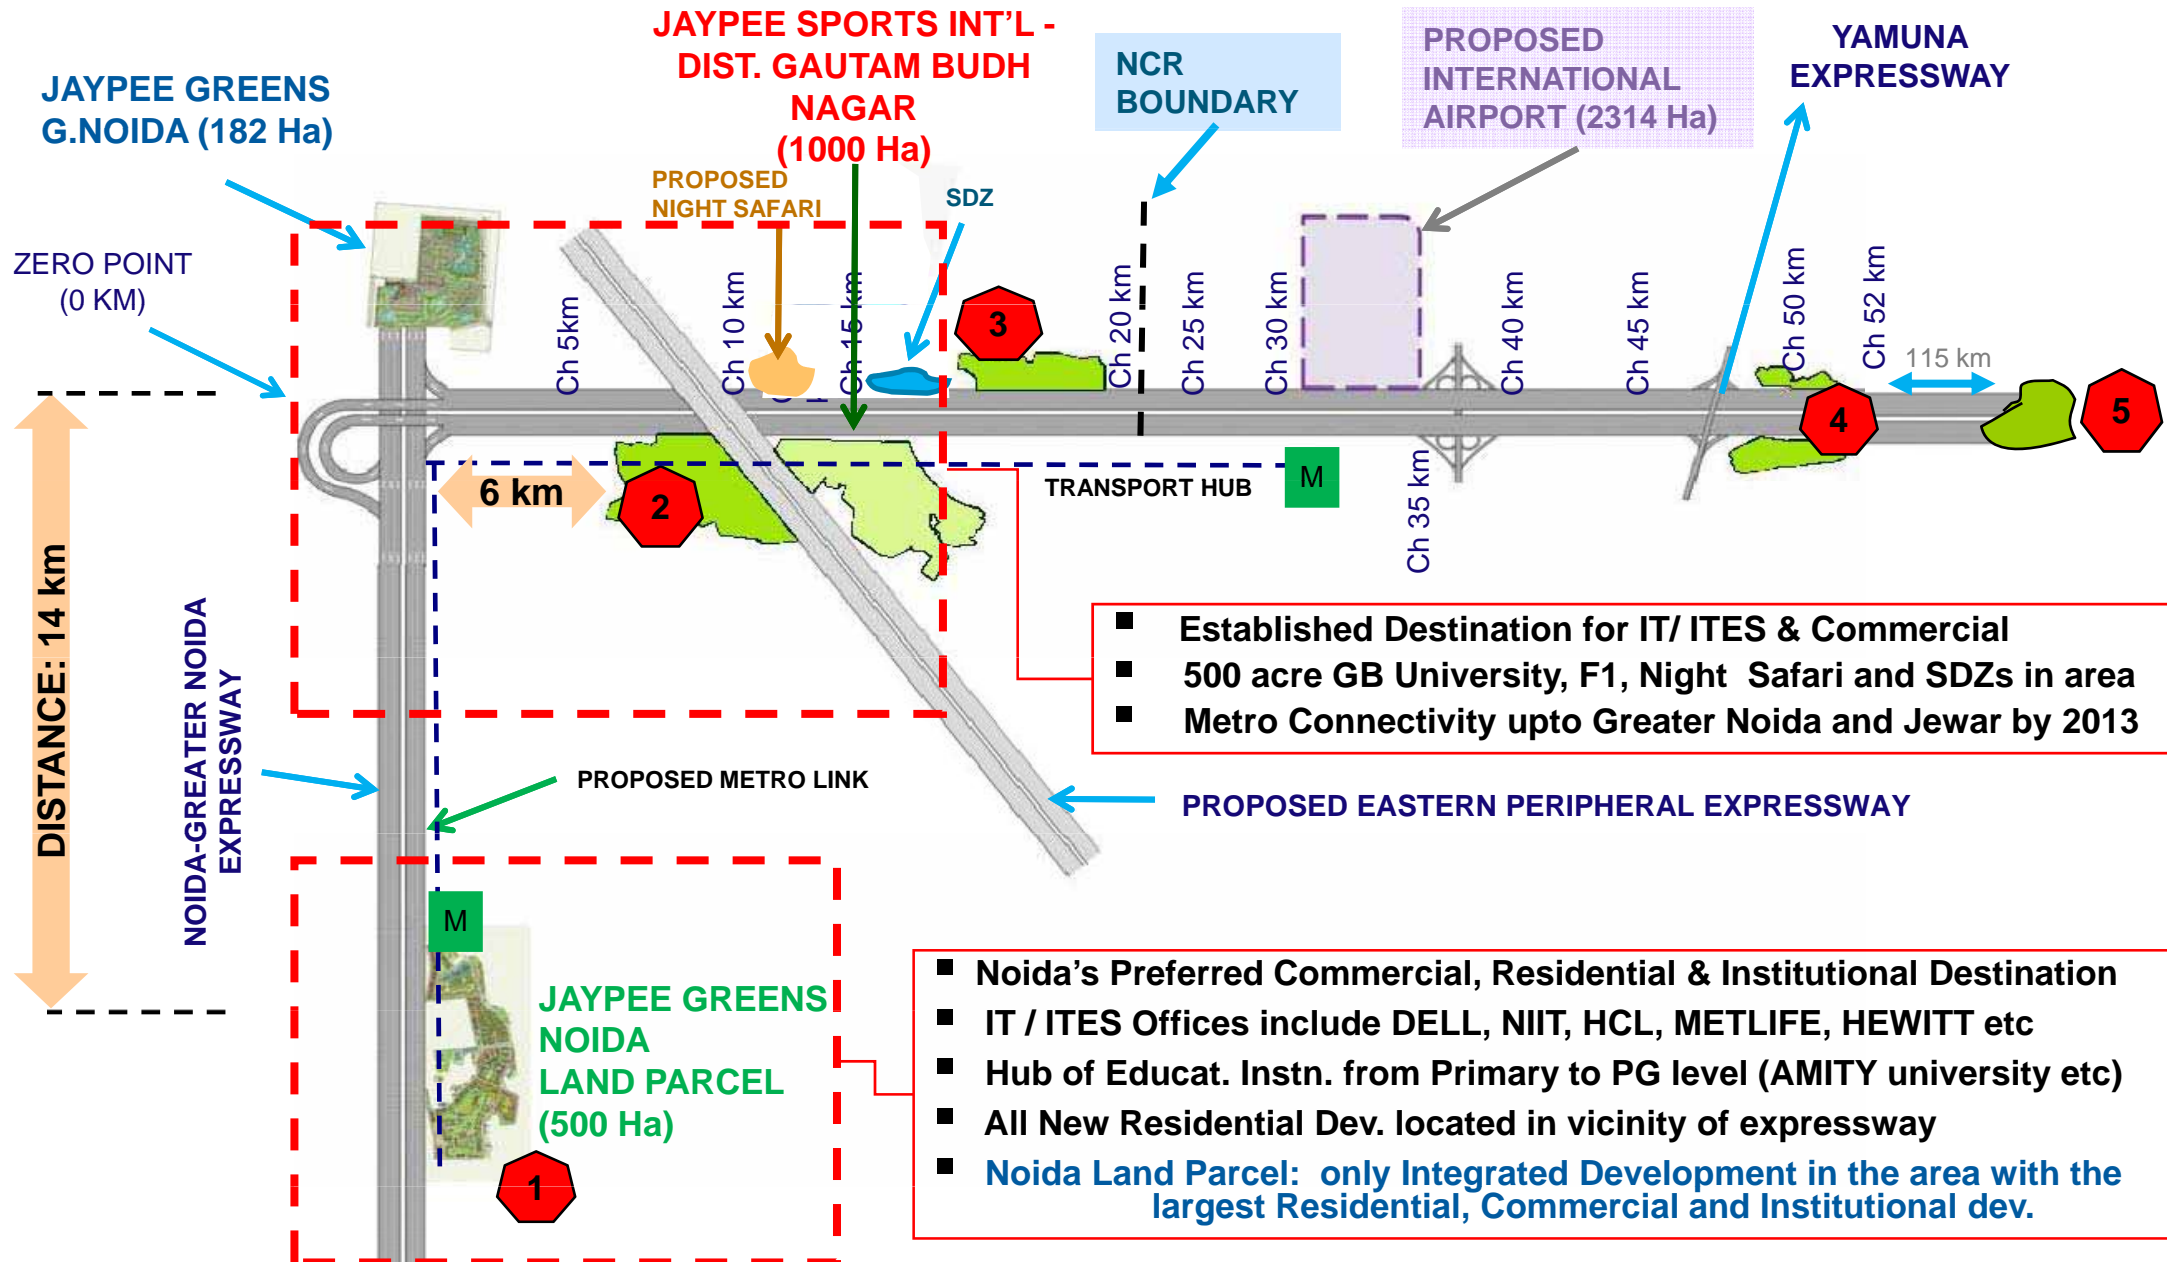 JAYPEE SPORTS INT'L -
DIST. GAUTAM BUDH
NAGAR
(1000 Ha)
JAYPEE GREENS
G.NOIDA (182 Ha)
NCR
BOUNDARY
PROPOSED
INTERNATIONAL
AIRPORT (2314 Ha)
YAMUNA
EXPRESSWAY
PROPOSED
NIGHT SAFARI
SDZ
ZERO POINT
(0 KM)
Ch 5km
Ch 10 km
Ch 15 km
3
Ch 20 km
Ch 25 km
Ch 30 km
Ch 40 km
Ch 45 km
Ch 50 km
Ch 52 km
115 km
4
5
6 km
2
TRANSPORT HUB
M
Ch 35 km
DISTANCE: 14 km
NOIDA-GREATER NOIDA
EXPRESSWAY
■ Established Destination for IT/ ITES & Commercial
■ 500 acre GB University, F1, Night Safari and SDZs in area
■ Metro Connectivity upto Greater Noida and Jewar by 2013
PROPOSED METRO LINK
PROPOSED EASTERN PERIPHERAL EXPRESSWAY
M
JAYPEE GREENS
NOIDA
LAND PARCEL
(500 Ha)
1
■ Noida's Preferred Commercial, Residential & Institutional Destination
■ IT / ITES Offices include DELL, NIIT, HCL, METLIFE, HEWITT etc
■ Hub of Educat. Instn. from Primary to PG level (AMITY university etc)
■ All New Residential Dev. located in vicinity of expressway
■ Noida Land Parcel: only Integrated Development in the area with the
largest Residential, Commercial and Institutional dev.